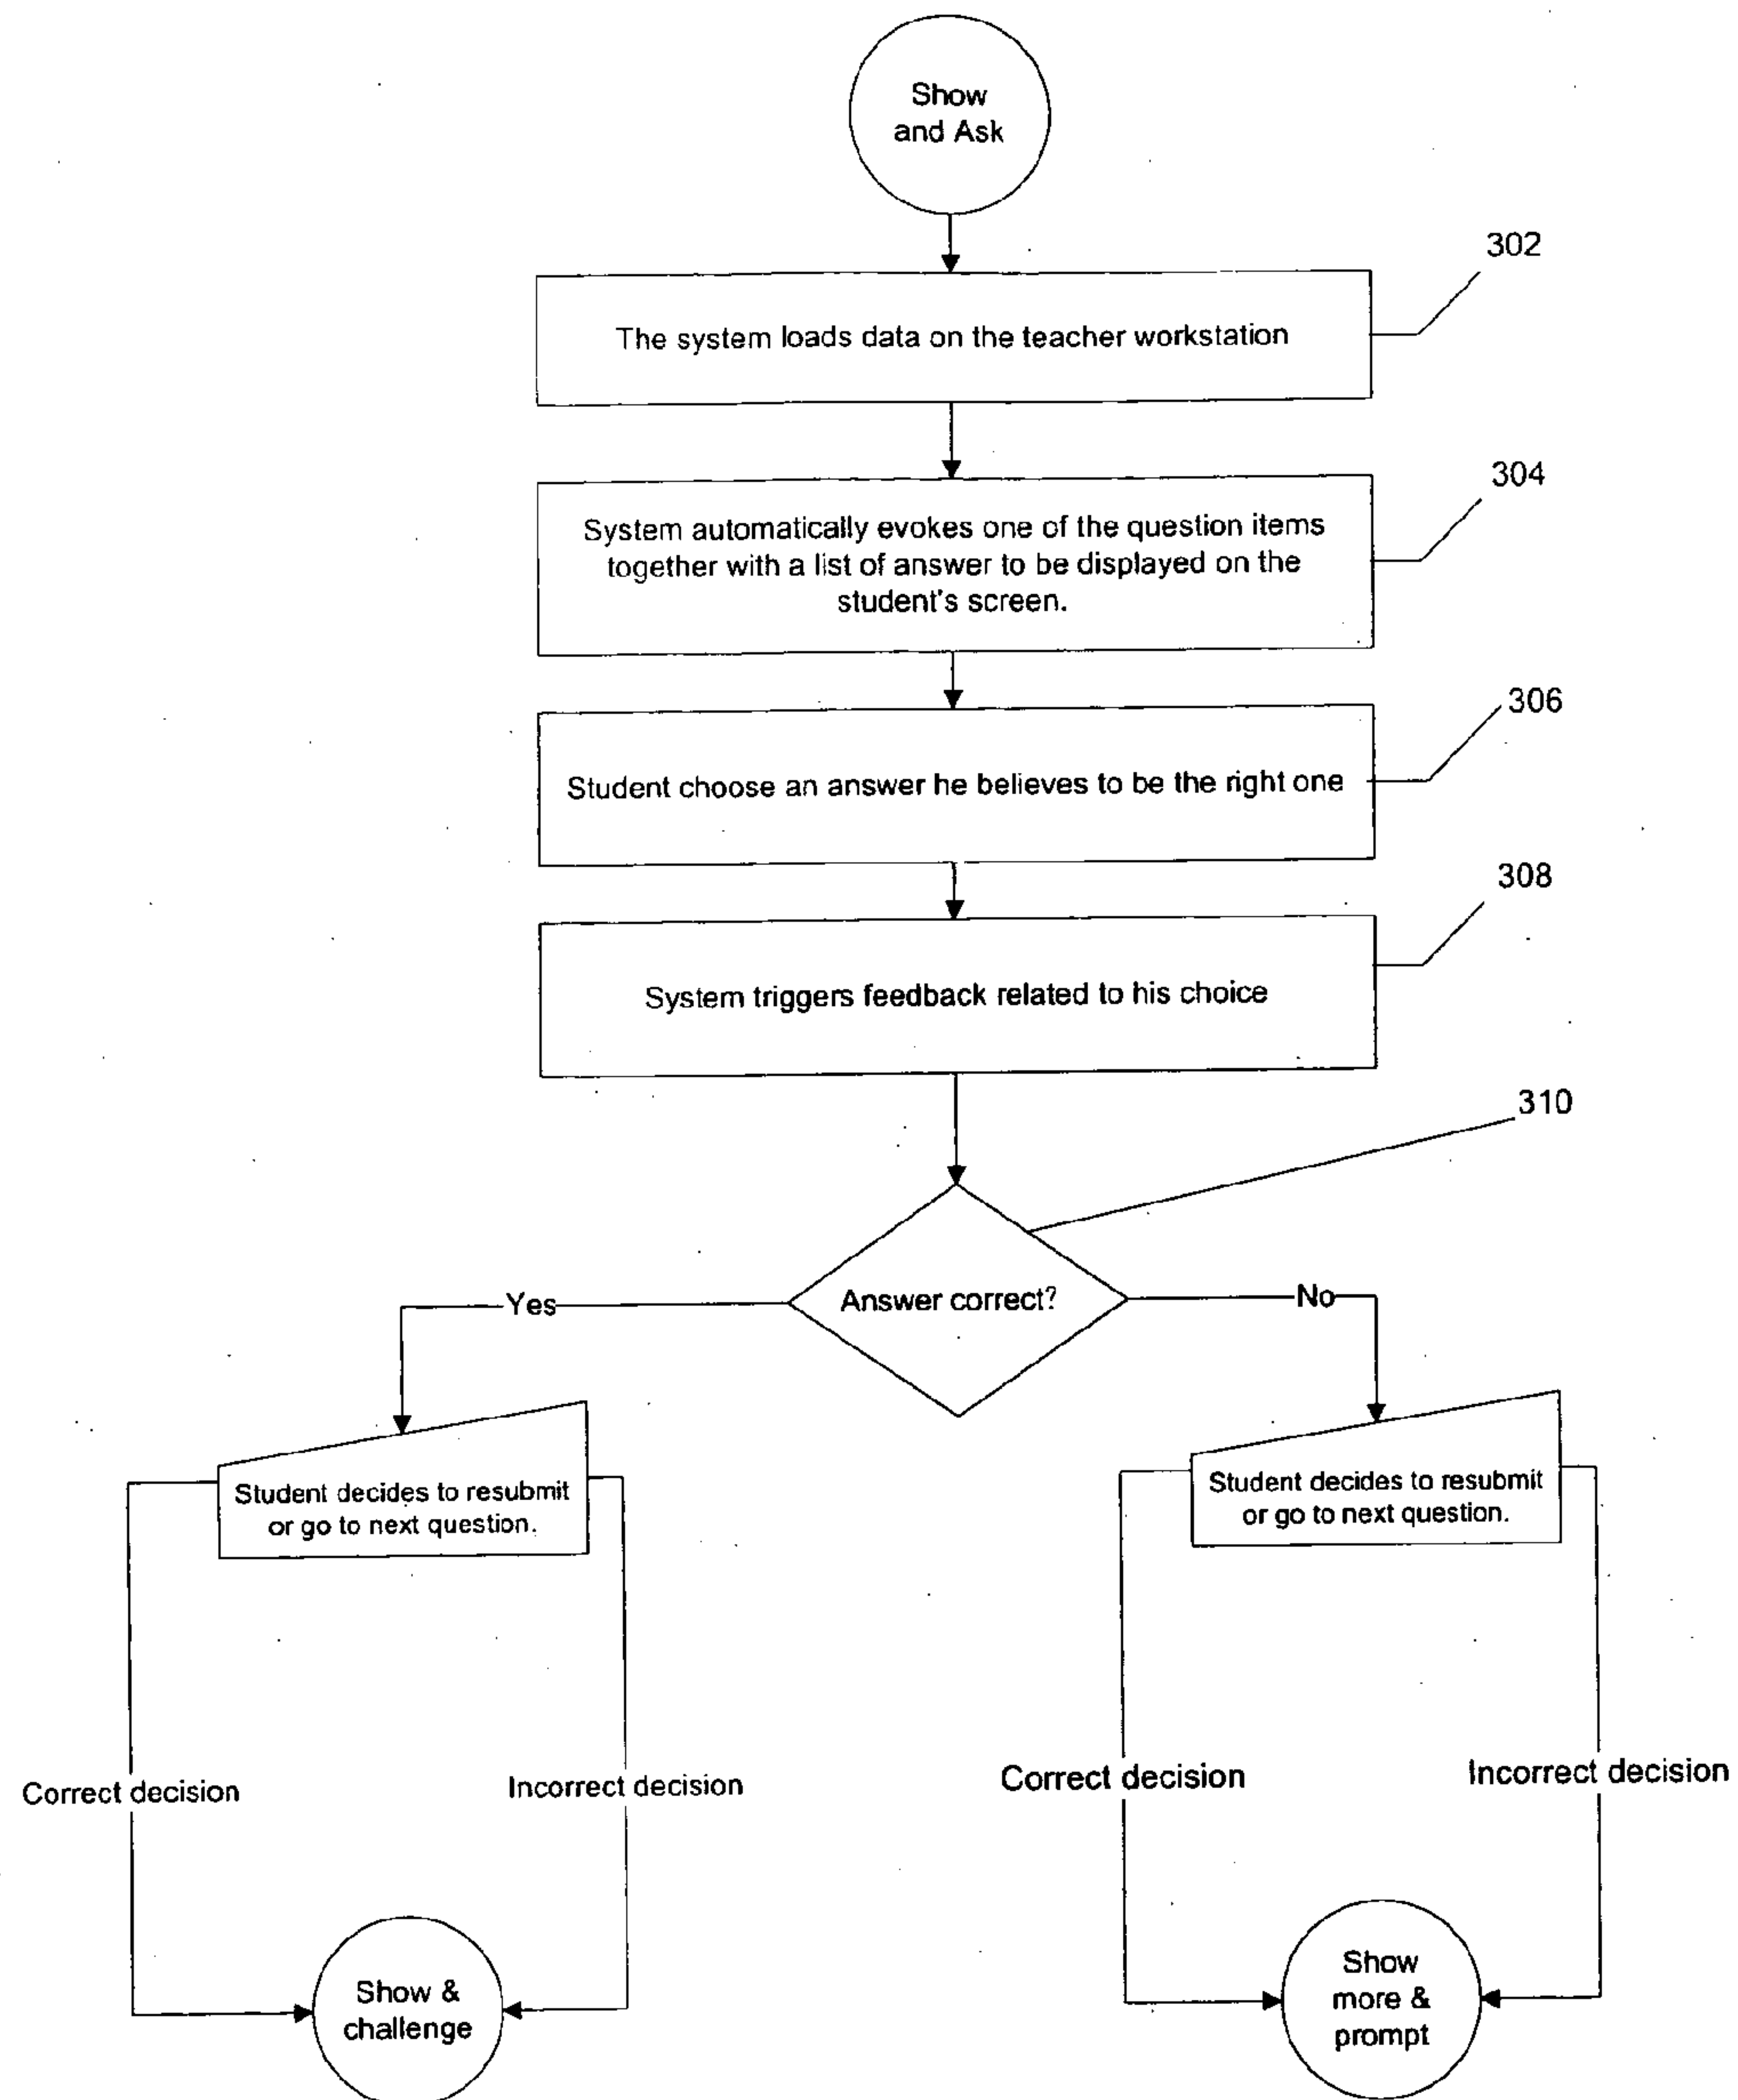 Show
and Ask
302
The system loads data on the teacher workstation
304
System automatically evokes one of the question items
together with a list of answer to be displayed on the
student's screen.
306
Student choose an answer he believes to be the right one
308
System triggers feedback related to his choice
310
Answer correct?
Yes
No
Student decides to resubmit
or go to next question.
Student decides to resubmit
or go to next question.
Correct decision
Incorrect decision
Correct decision
Incorrect decision
Show &
challenge
Show
more &
prompt